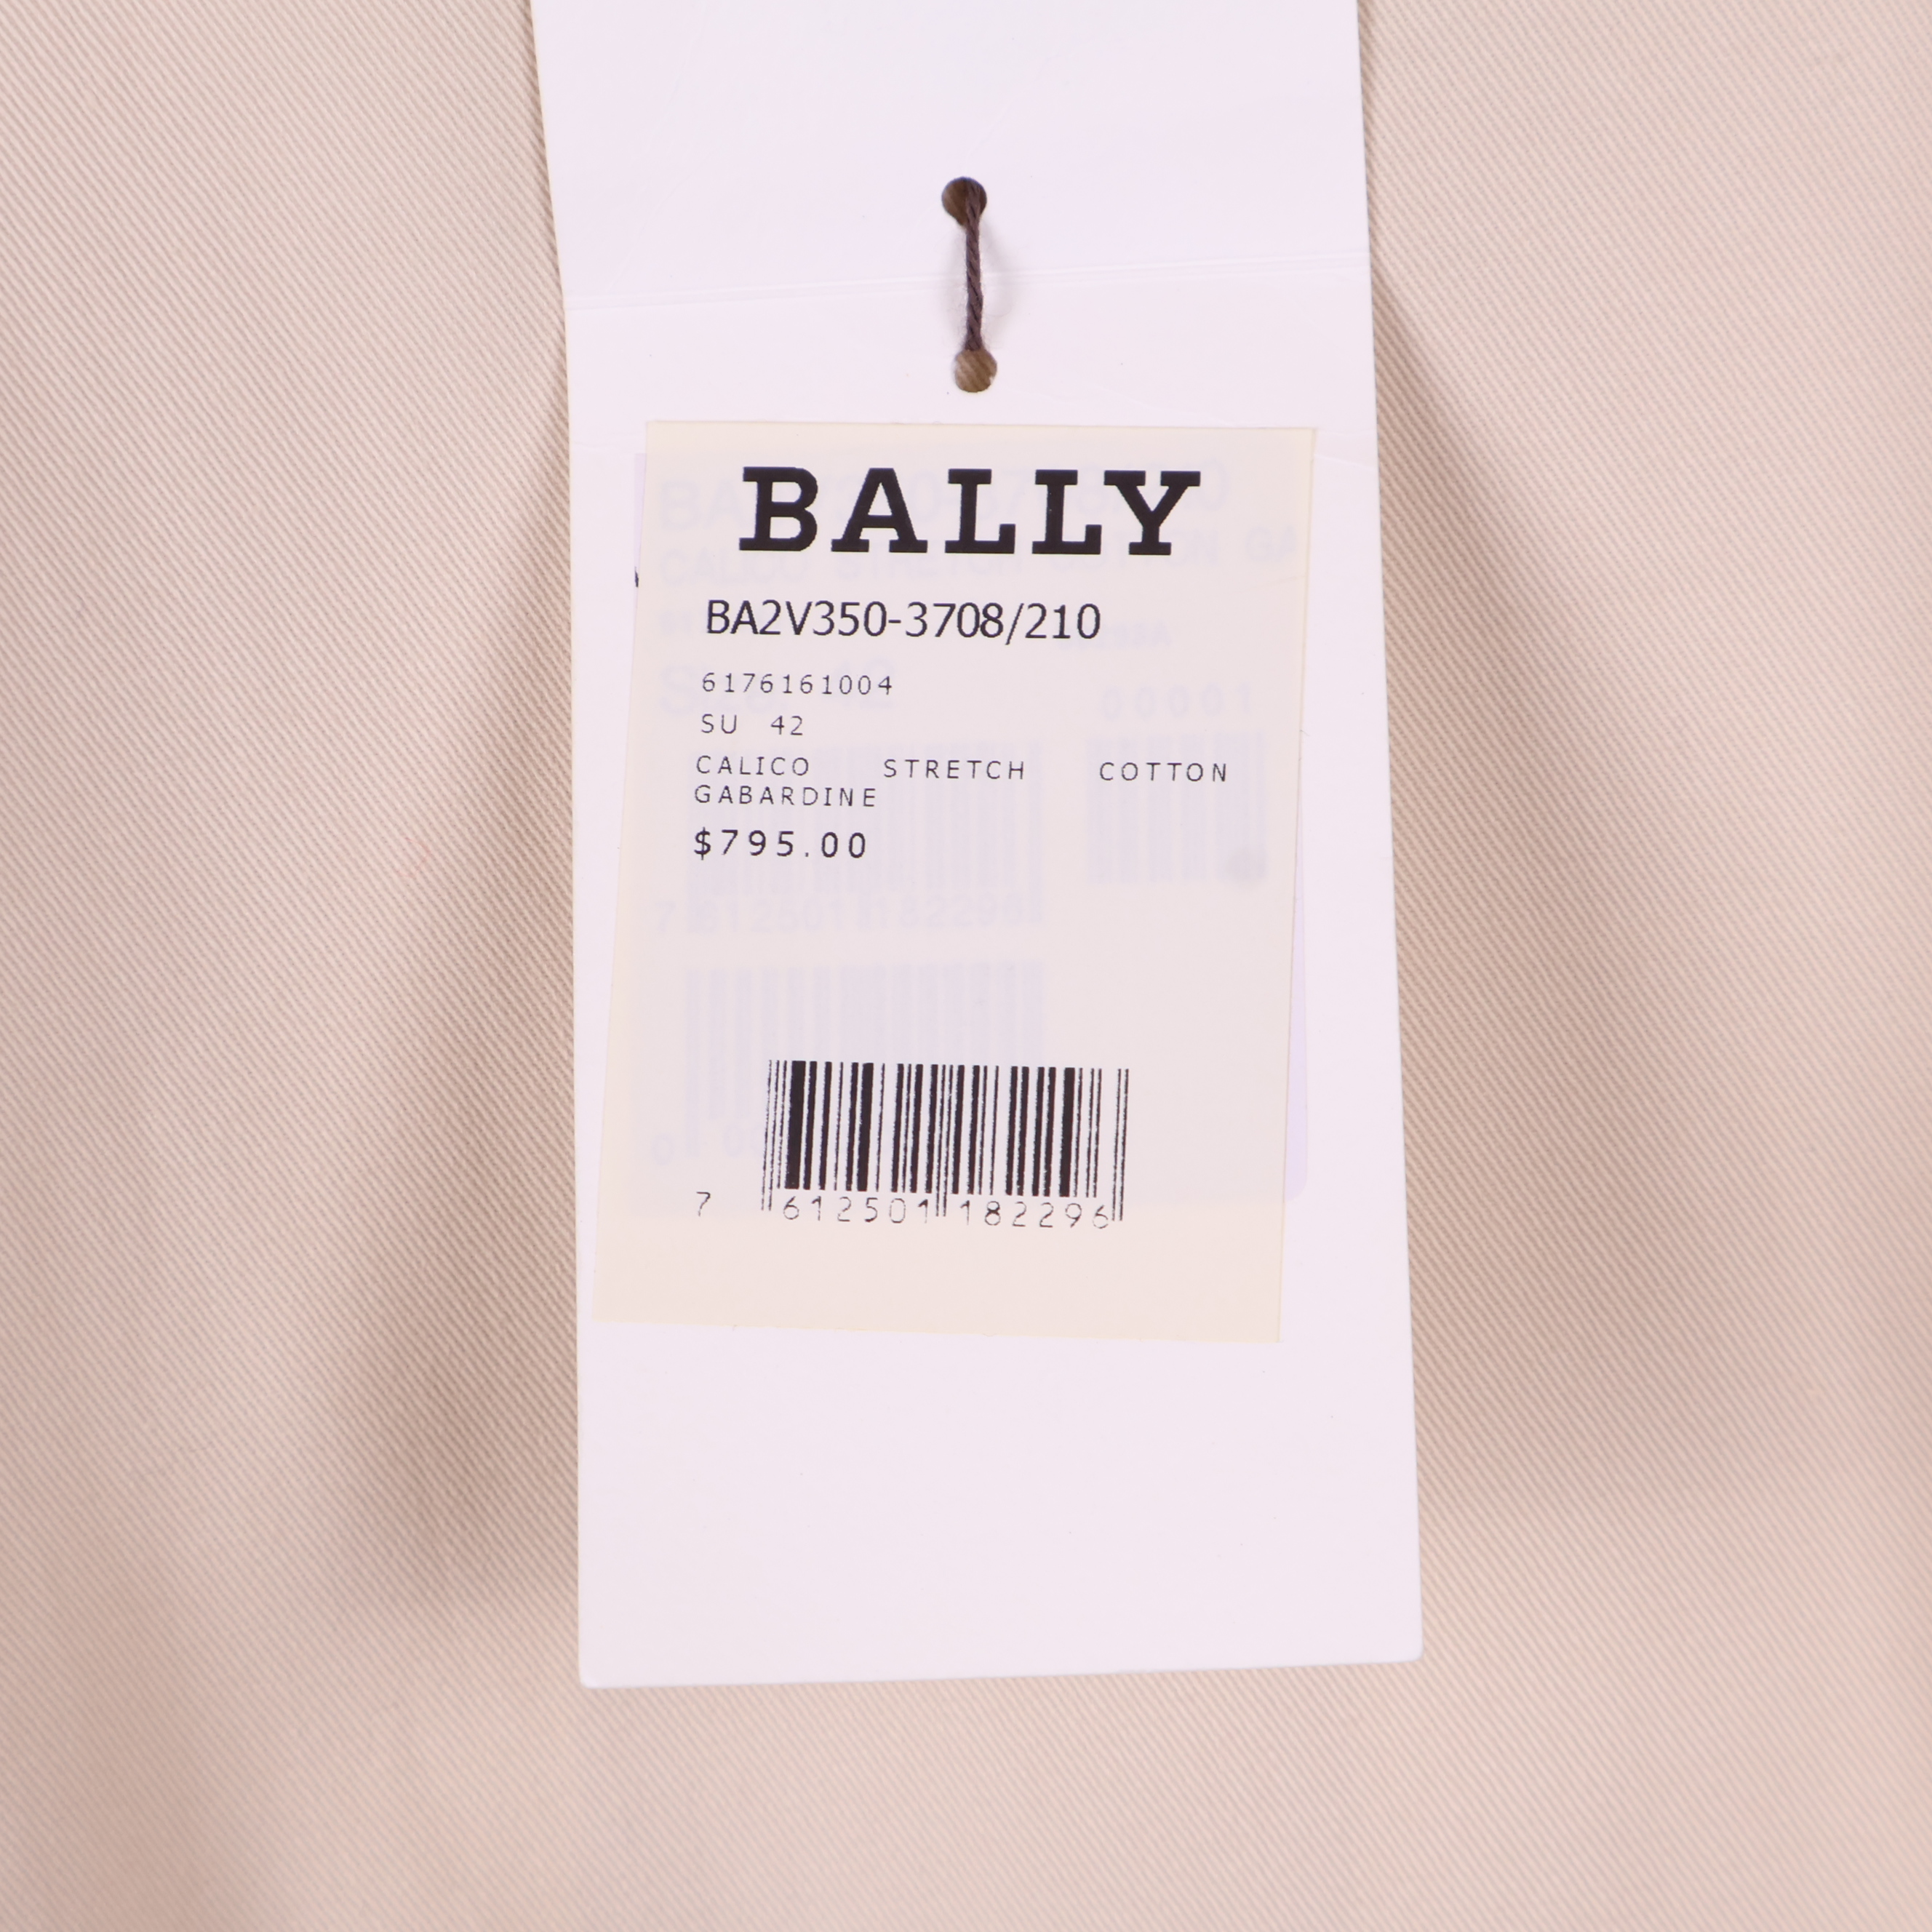 BALLY
BA2V350-3708/210
6176161004
SU 42
CALICO STRETCH COTTON
GABARDINE
$795.00
7 612501 182296